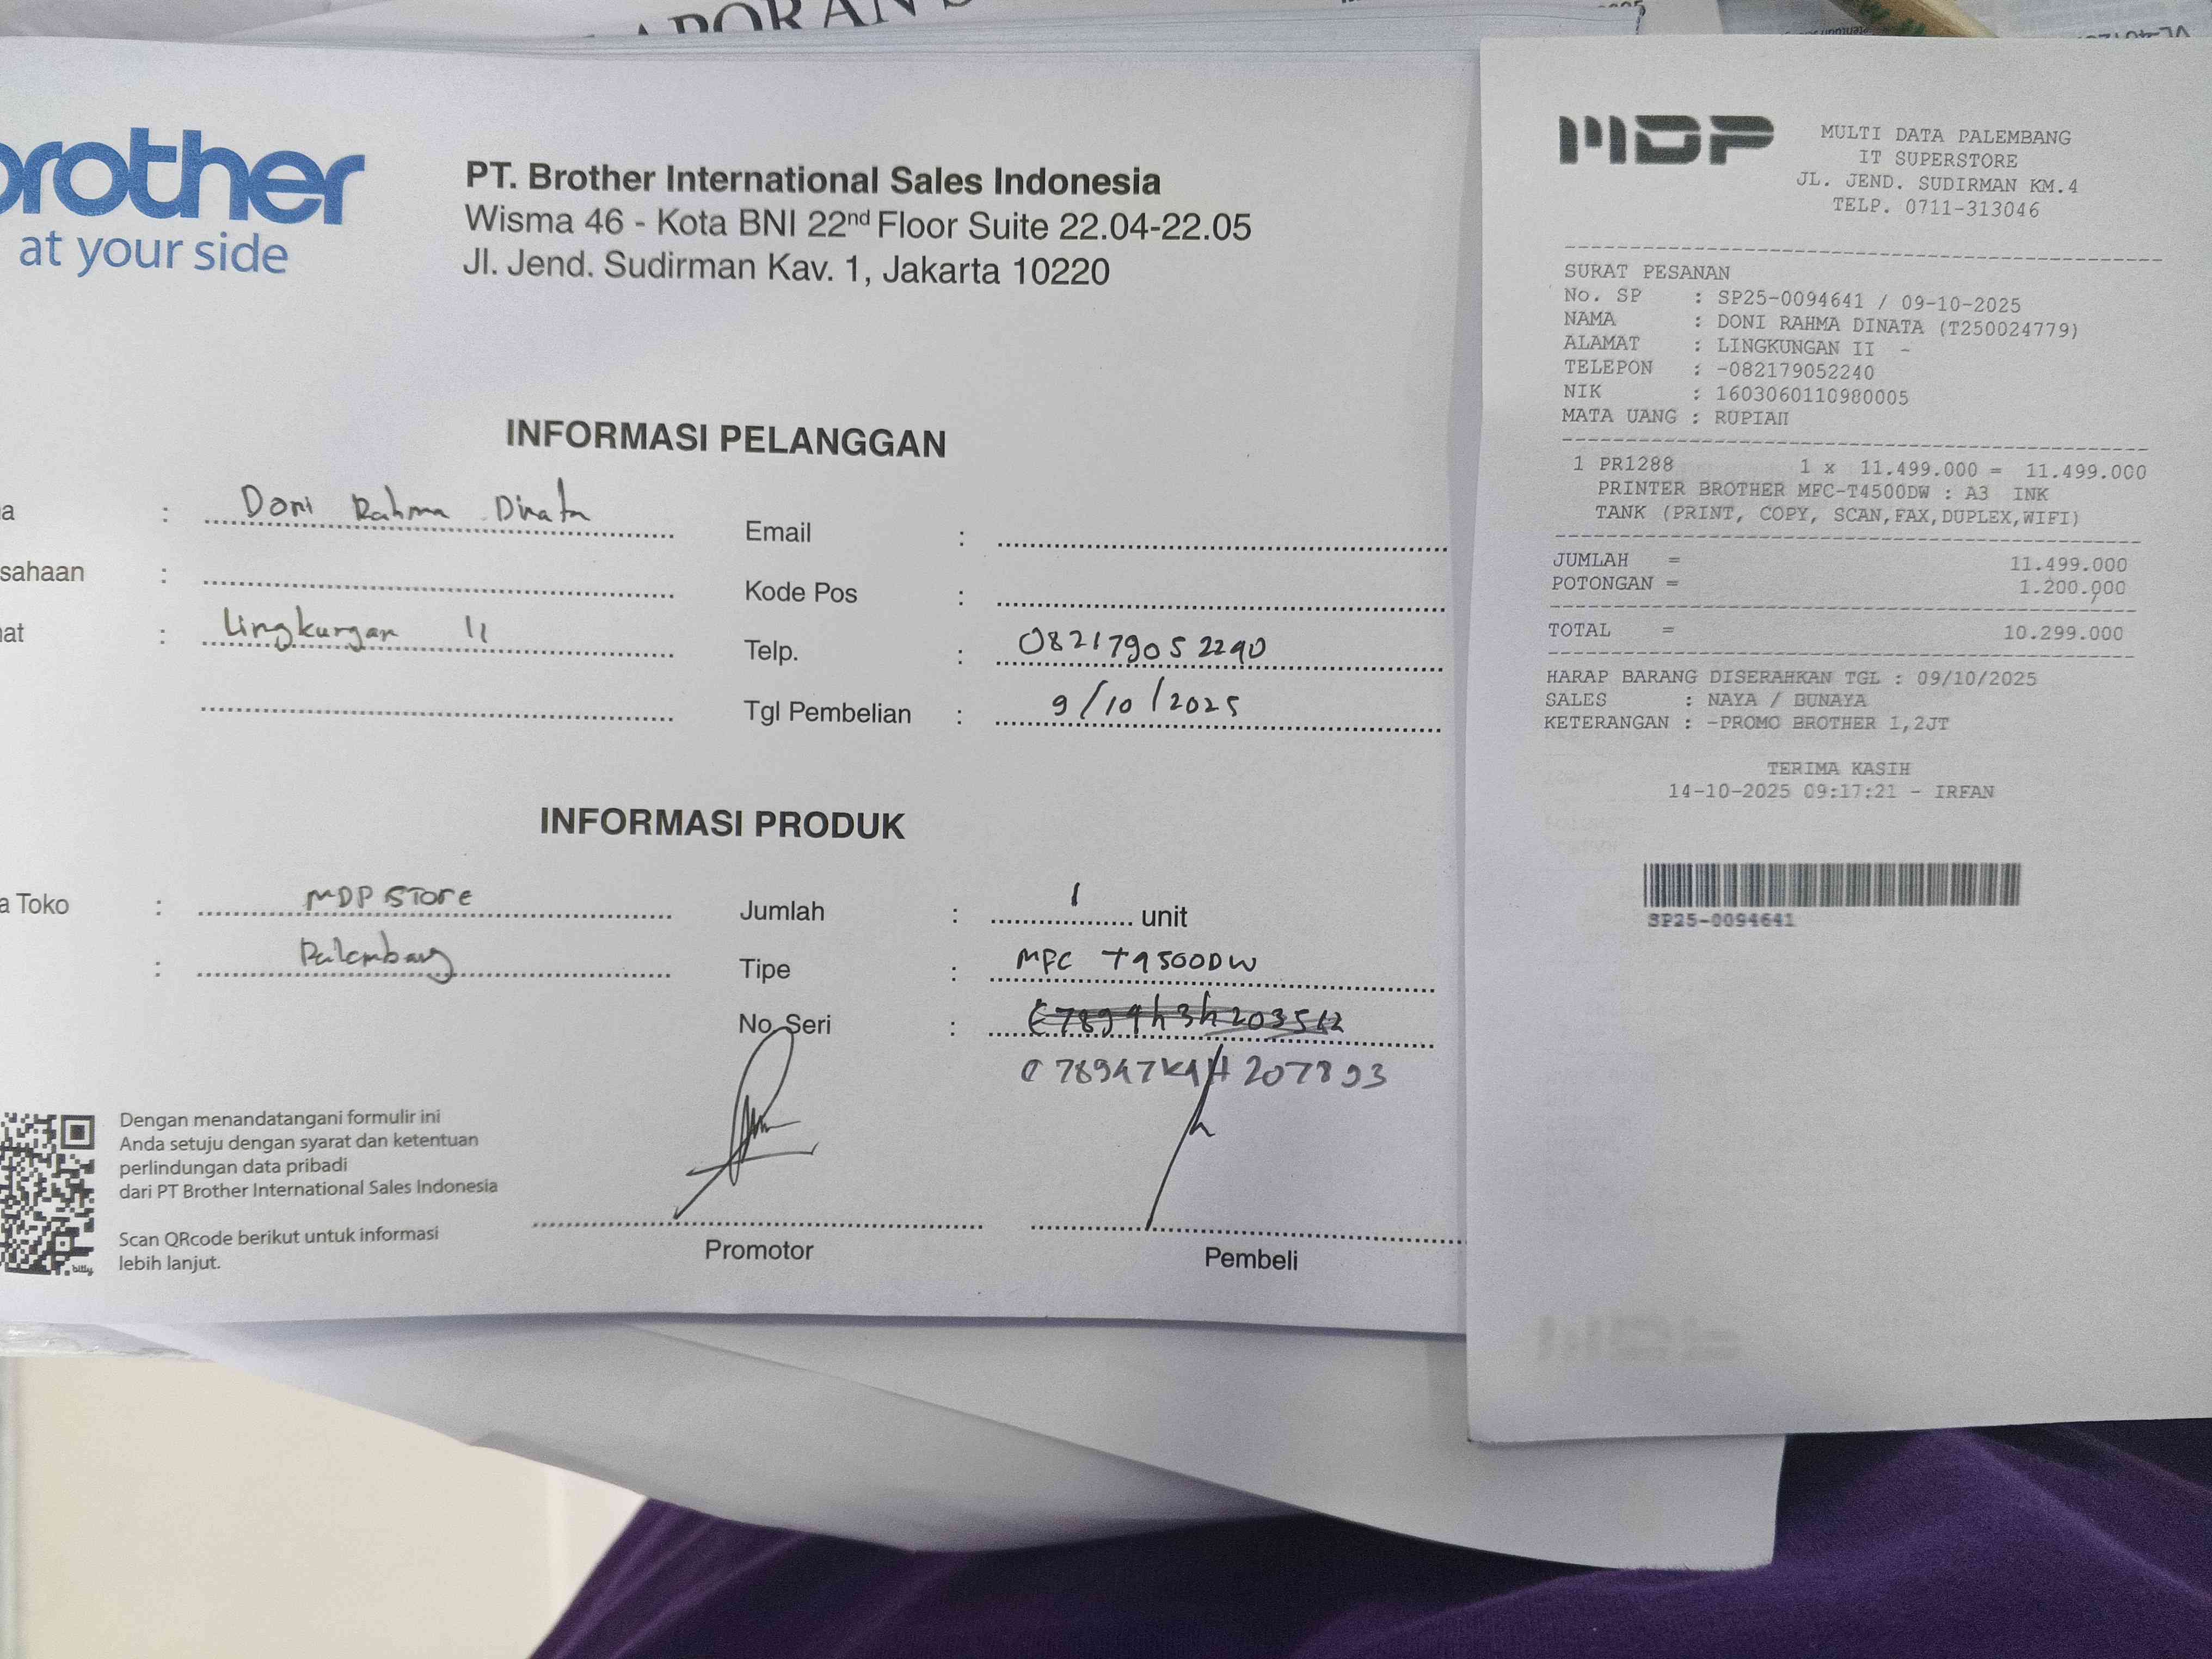 APORAN
brother
at your side
PT. Brother International Sales Indonesia
Wisma 46 - Kota BNI 22nd Floor Suite 22.04-22.05
Jl. Jend. Sudirman Kav. 1, Jakarta 10220
INFORMASI PELANGGAN
a : Doni Rahma Dinata
Email :
sahaan :
Kode Pos :
at : Lingkungan II
Telp. : 082179052240
Tgl Pembelian : 9/10/2025
INFORMASI PRODUK
a Toko : MDP STore
Jumlah : 1 unit
: Palembang
Tipe : MFC T4500DW
No Seri :
207893
Dengan menandatangani formulir ini
Anda setuju dengan syarat dan ketentuan
perlindungan data pribadi
dari PT Brother International Sales Indonesia
Scan QRcode berikut untuk informasi
lebih lanjut.
bitly
Promotor
Pembeli
MDP
MULTI DATA PALEMBANG
IT SUPERSTORE
JL. JEND. SUDIRMAN KM.4
TELP. 0711-313046
SURAT PESANAN
No. SP : SP25-0094641 / 09-10-2025
NAMA : DONI RAHMA DINATA (T250024779)
ALAMAT : LINGKUNGAN II -
TELEPON : -082179052240
NIK : 1603060110980005
MATA UANG : RUPIAH
1 PR1288 1 x 11.499.000 = 11.499.000
PRINTER BROTHER MFC-T4500DW : A3 INK
TANK (PRINT, COPY, SCAN,FAX,DUPLEX,WIFI)
JUMLAH = 11.499.000
POTONGAN = 1.200.000
TOTAL = 10.299.000
HARAP BARANG DISERAHKAN TGL : 09/10/2025
SALES : NAYA / BUNAYA
KETERANGAN : -PROMO BROTHER 1,2JT
TERIMA KASIH
14-10-2025 09:17:21 - IRFAN
SP25-0094641